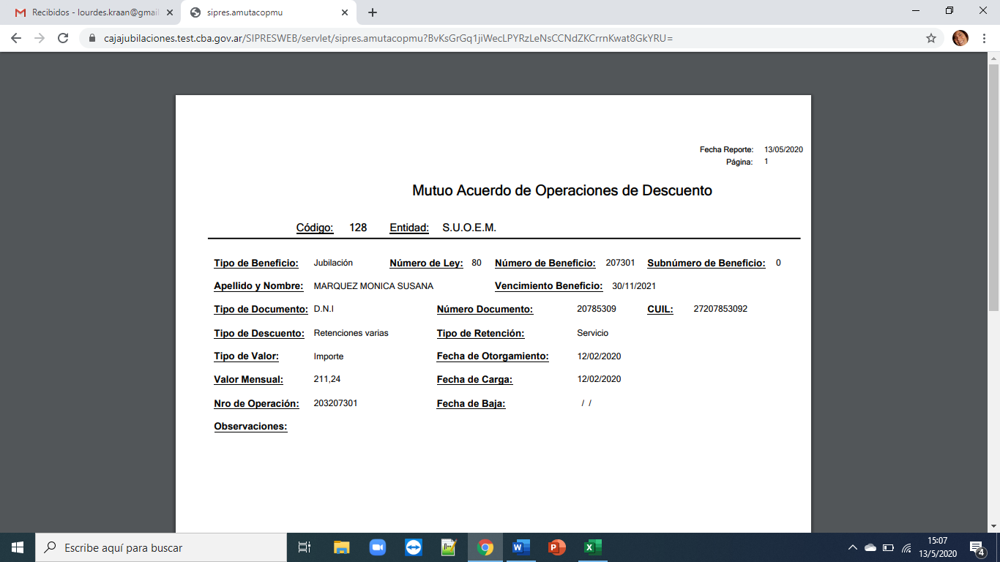 Recibidos - lourdes.kraan@gmail
sipres.amutacopmu
cajajubilaciones.test.cba.gov.ar/SIPRESWEB/servlet/sipres.amutacopmu?BvKsGrGq1jiWecLPYRzLeNsCCNdZKCrrnKwat8GkYRU=
Fecha Reporte: 13/05/2020
Página: 1
Mutuo Acuerdo de Operaciones de Descuento
Código: 128 Entidad: S.U.O.E.M.
Tipo de Beneficio: Jubilación Número de Ley: 80 Número de Beneficio: 207301 Subnúmero de Beneficio: 0
Apellido y Nombre: MARQUEZ MONICA SUSANA Vencimiento Beneficio: 30/11/2021
Tipo de Documento: D.N.I Número Documento: 20785309 CUIL: 27207853092
Tipo de Descuento: Retenciones varias Tipo de Retención: Servicio
Tipo de Valor: Importe Fecha de Otorgamiento: 12/02/2020
Valor Mensual: 211,24 Fecha de Carga: 12/02/2020
Nro de Operación: 203207301 Fecha de Baja: / /
Observaciones:
Escribe aquí para buscar
15:07
13/5/2020
4